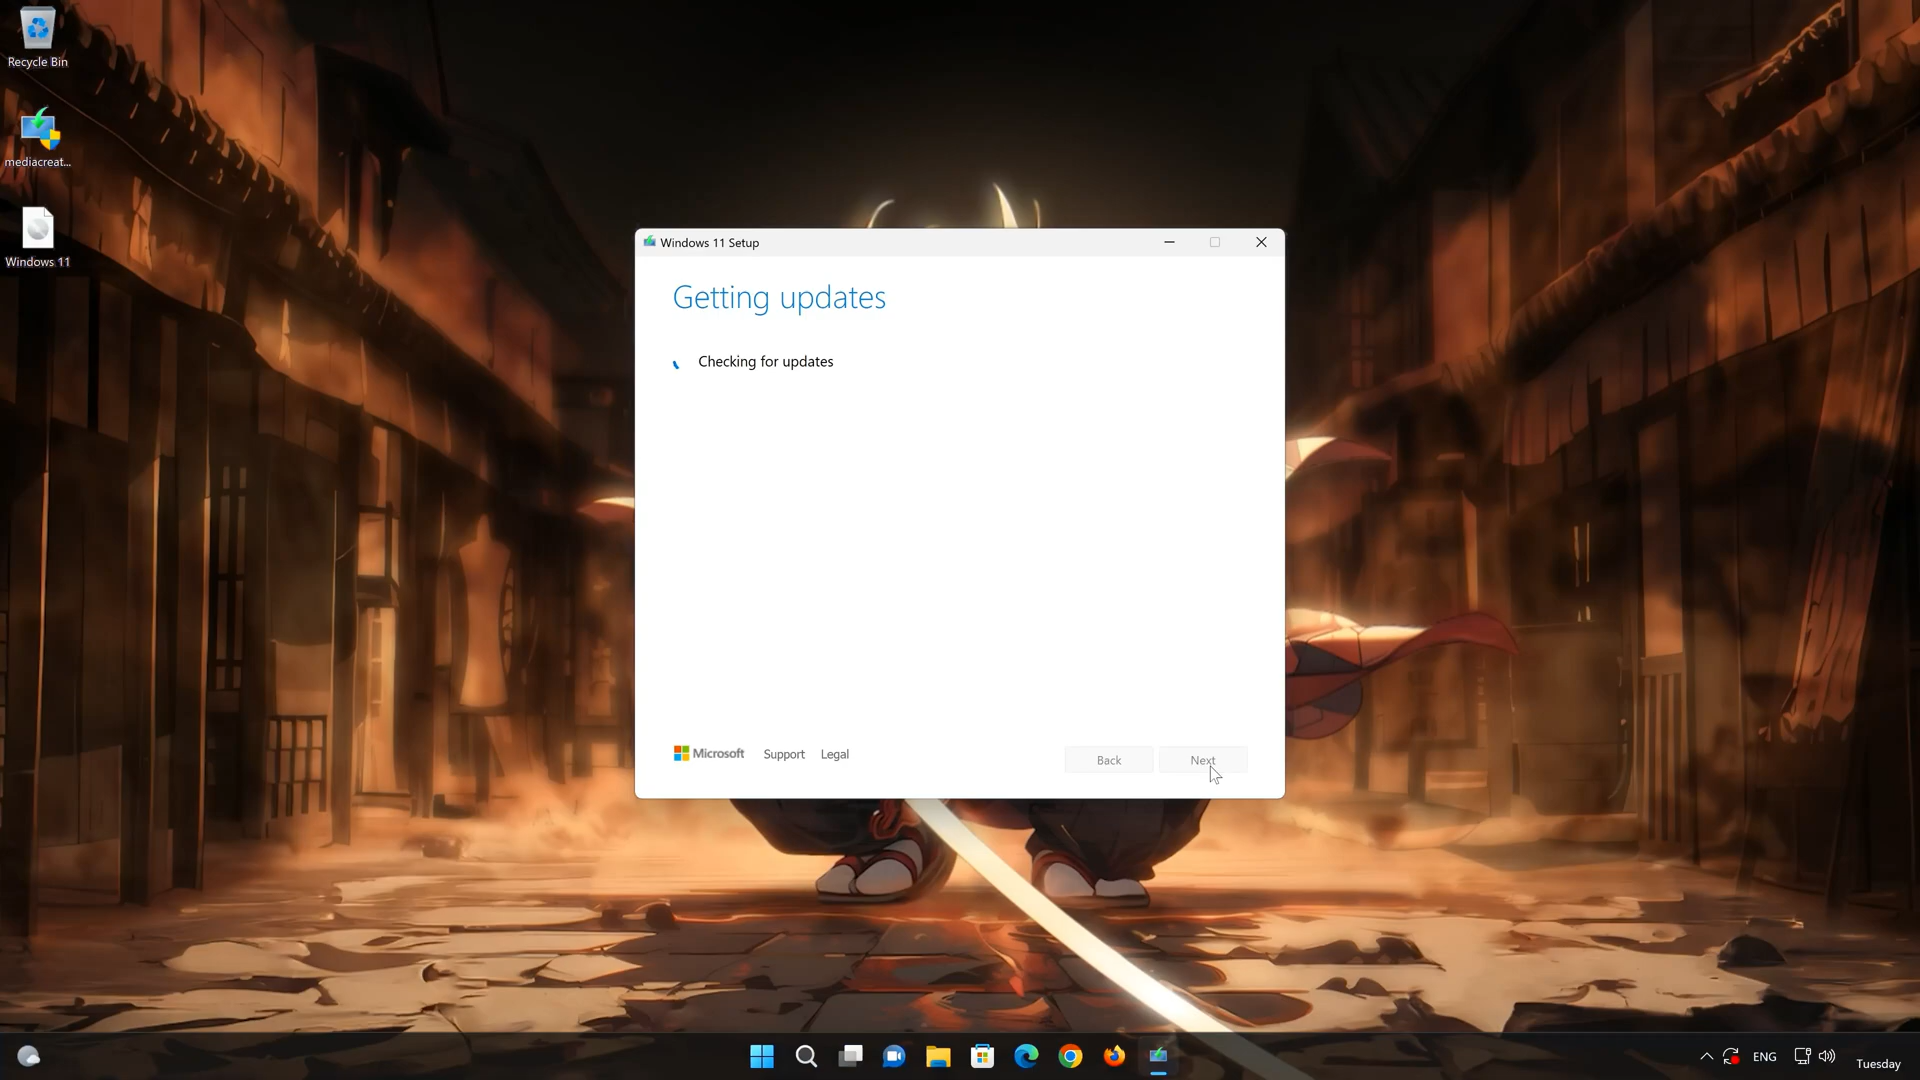 Recycle Bin
mediacreat...
Windows 11
Windows 11 Setup
Getting updates
Checking for updates
Microsoft
Support
Legal
Back
Next
ENG
Tuesday